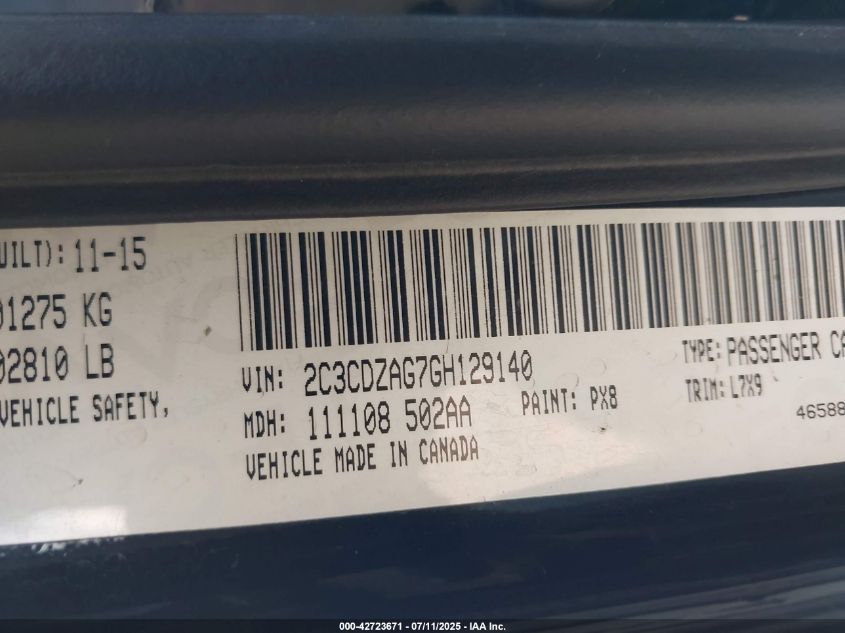 UILT): 11-15
01275 KG
02810 LB
VEHICLE SAFETY,
VIN: 2C3CDZAG7GH129140
TYPE: PASSENGER CA
MDH: 111108 502AA
PAINT: PX8
TRIM: L7X9
VEHICLE MADE IN CANADA
46588
000-42723671 - 07/11/2025 - IAA Inc.